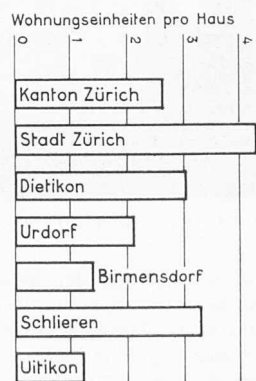 Wohnungseinheiten pro Haus
0 1 2 3 4
Kanton Zürich
Stadt Zürich
Dietikon
Urdorf
Birmensdorf
Schlieren
Uitikon